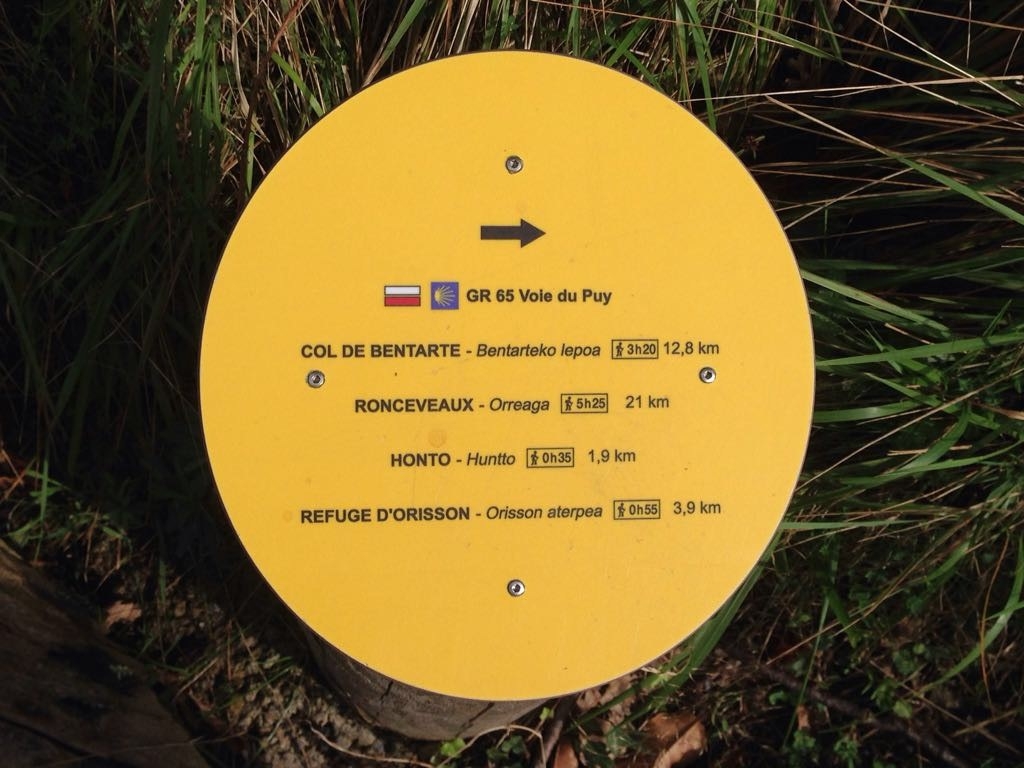 GR 65 Voie du Puy
COL DE BENTARTE - Bentarteko lepoa 3h20 12,8 km
RONCEVEAUX - Orreaga 5h25 21 km
HONTO - Huntto 0h35 1,9 km
REFUGE D'ORISSON - Orisson aterpea 0h55 3,9 km